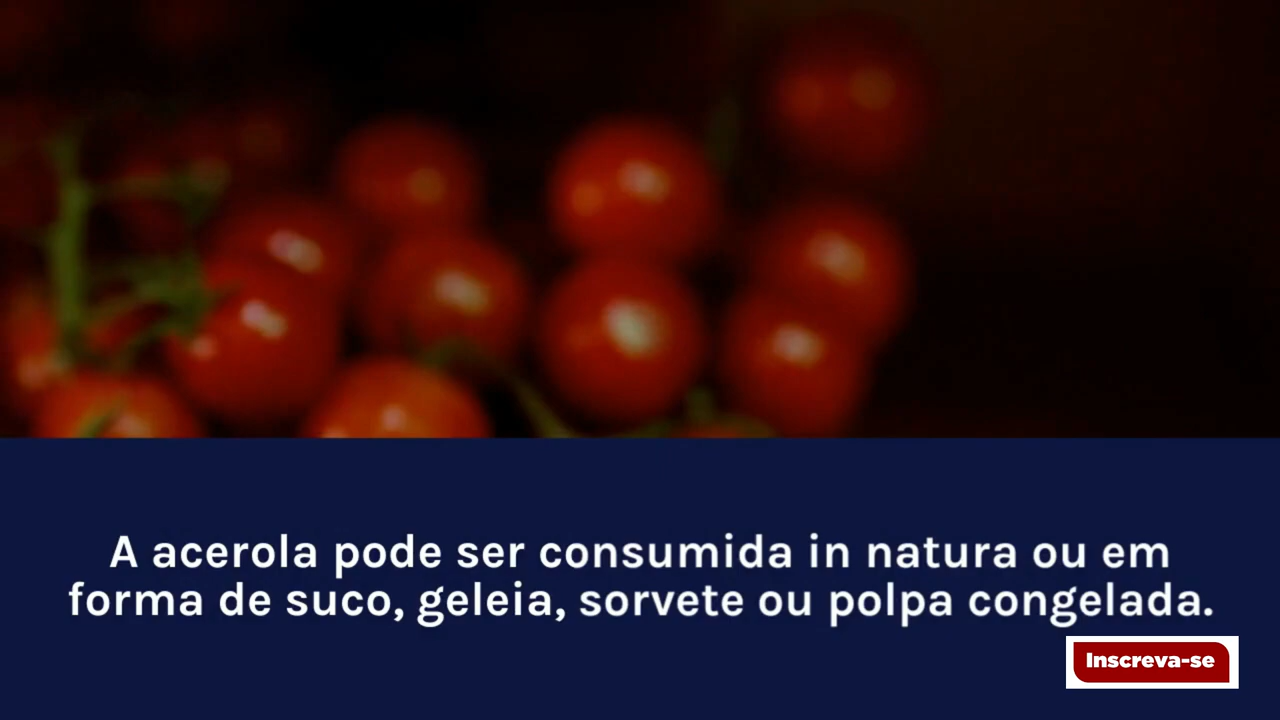 A acerola pode ser consumida in natura ou em
forma de suco, geleia, sorvete ou polpa congelada.
Inscreva-se